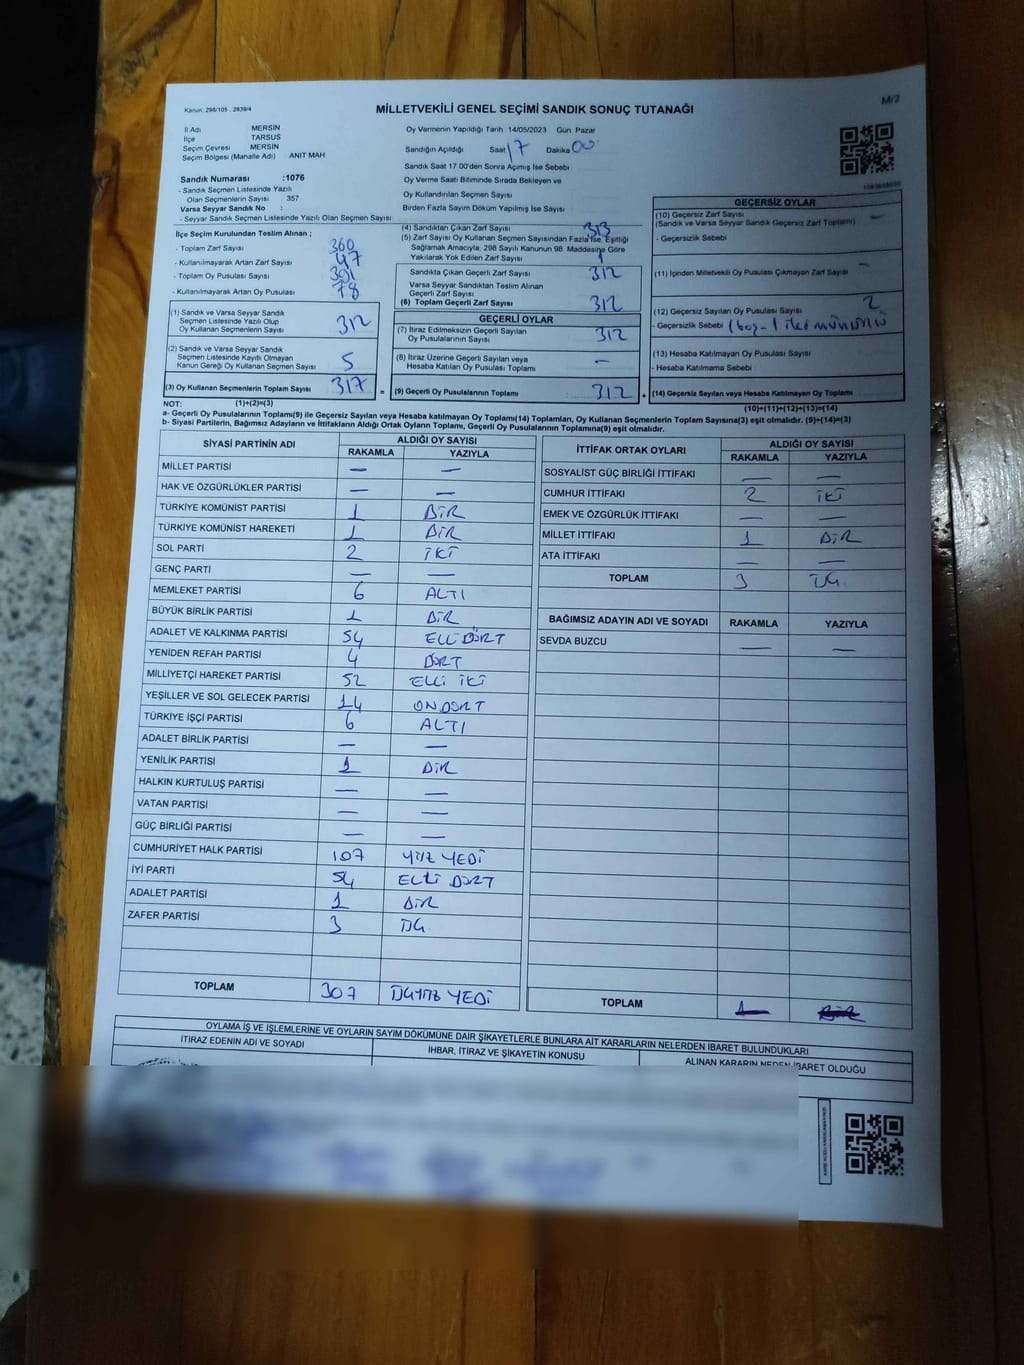 Kanun: 298/105 , 2839/4
MİLLETVEKİLİ GENEL SEÇİMİ SANDIK SONUÇ TUTANAĞI
M/2
İl Adı MERSİN
İlçe TARSUS
Seçim Çevresi MERSİN
Seçim Bölgesi (Mahalle Adı) ANIT MAH
Sandık Numarası :1076
- Sandık Seçmen Listesinde Yazılı
Olan Seçmenlerin Sayısı 357
Varsa Seyyar Sandık No :
- Seyyar Sandık Seçmen Listesinde Yazılı Olan Seçmen Sayısı
Oy Vermenin Yapıldığı Tarih 14/05/2023 Gün Pazar
Sandığın Açıldığı Saat 17 Dakika 00
Sandık Saat 17:00'den Sonra Açımış İse Sebebi
Oy Verme Saati Bitiminde Sırada Bekleyen ve
Oy Kullandırılan Seçmen Sayısı
Birden Fazla Sayım Döküm Yapılmış İse Sayısı
İlçe Seçim Kurulundan Teslim Alınan ;
- Toplam Zarf Sayısı 360
- Kullanılmayarak Artan Zarf Sayısı 47
- Toplam Oy Pusulası Sayısı
- Kullanılmayarak Artan Oy Pusulası 78
(1) Sandık ve Varsa Seyyar Sandık
Seçmen Listesinde Yazılı Olup
Oy Kullanan Seçmenlerin Sayısı 312
(2) Sandık ve Varsa Seyyar Sandık
Seçmen Listesinde Kayıtlı Olmayan
Kanun Gereği Oy Kullanan Seçmen Sayısı 5
(3) Oy Kullanan Seçmenlerin Toplam Sayısı 317 =
(4) Sandıktan Çıkan Zarf Sayısı 313
(5) Zarf Sayısı Oy Kullanan Seçmen Sayısından Fazla İse, Eşitliği
Sağlamak Amacıyla, 298 Sayılı Kanunun 98. Maddesine Göre
Yakılarak Yok Edilen Zarf Sayısı 1
Sandıkta Çıkan Geçerli Zarf Sayısı 312
Varsa Seyyar Sandıktan Teslim Alınan
Geçerli Zarf Sayısı
(6) Toplam Geçerli Zarf Sayısı 312
GEÇERLİ OYLAR
(7) İtiraz Edilmeksizin Geçerli Sayılan
Oy Pusulalarının Sayısı 312
(8) İtiraz Üzerine Geçerli Sayılan veya
Hesaba Katılan Oy Pusulası Sayısı —
(9) Geçerli Oy Pusulalarının Toplamı 312 +
GEÇERSİZ OYLAR
(10) Geçersiz Zarf Sayısı —
(Sandık ve Varsa Seyyar Sandık Geçersiz Zarf Toplamı)
- Geçersizlik Sebebi
(11) İçinden Milletvekili Oy Pusulası Çıkmayan Zarf Sayısı —
(12) Geçersiz Sayılan Oy Pusulası Sayısı 2
- Geçersizlik Sebebi
(13) Hesaba Katılmayan Oy Pusulası Sayısı
- Hesaba Katılmama Sebebi
(14) Geçersiz Sayılan veya Hesaba Katılmayan Oy Toplamı
NOT: (1)+(2)=(3) (10)+(11)+(12)+(13)=(14)
a- Geçerli Oy Pusulalarının Toplamı(9) ile Geçersiz Sayılan veya Hesaba katılmayan Oy Toplamı(14) Toplamları, Oy Kullanan Seçmenlerin Toplam Sayısına(3) eşit olmalıdır. (9)+(14)=(3)
b- Siyasi Partilerin, Bağımsız Adayların ve İttifakların Aldığı Ortak Oyların Toplamı, Geçerli Oy Pusulalarının Toplamına(9) eşit olmalıdır.
SİYASİ PARTİNİN ADI ALDIĞI OY SAYISI
RAKAMLA YAZIYLA
MİLLET PARTİSİ — —
HAK VE ÖZGÜRLÜKLER PARTİSİ — —
TÜRKİYE KOMÜNİST PARTİSİ 1 BİR
TÜRKİYE KOMÜNİST HAREKETİ 1 BİR
SOL PARTİ 2 İKİ
GENÇ PARTİ — —
MEMLEKET PARTİSİ 6 ALTI
BÜYÜK BİRLİK PARTİSİ 1 BİR
ADALET VE KALKINMA PARTİSİ 54 ELLİ DÖRT
YENİDEN REFAH PARTİSİ 4 DÖRT
MİLLİYETÇİ HAREKET PARTİSİ 52 ELLİ İKİ
YEŞİLLER VE SOL GELECEK PARTİSİ 14 ONDÖRT
TÜRKİYE İŞÇİ PARTİSİ 6 ALTI
ADALET BİRLİK PARTİSİ — —
YENİLİK PARTİSİ 1 BİR
HALKIN KURTULUŞ PARTİSİ — —
VATAN PARTİSİ — —
GÜÇ BİRLİĞİ PARTİSİ — —
CUMHURİYET HALK PARTİSİ 107 YÜZ YEDİ
İYİ PARTİ 54 ELLİ DÖRT
ADALET PARTİSİ 1 BİR
ZAFER PARTİSİ 3 ÜÇ
TOPLAM 307 ÜÇYÜZ YEDİ
İTTİFAK ORTAK OYLARI ALDIĞI OY SAYISI
RAKAMLA YAZIYLA
SOSYALİST GÜÇ BİRLİĞİ İTTİFAKI — —
CUMHUR İTTİFAKI 2 İKİ
EMEK VE ÖZGÜRLÜK İTTİFAKI — —
MİLLET İTTİFAKI 1 BİR
ATA İTTİFAKI — —
TOPLAM 3 ÜÇ
BAĞIMSIZ ADAYIN ADI VE SOYADI RAKAMLA YAZIYLA
SEVDA BUZCU — —
TOPLAM
OYLAMA İŞ VE İŞLEMLERİNE VE OYLARIN SAYIM DÖKÜMÜNE DAİR ŞİKAYETLERLE BUNLARA AİT KARARLARIN NELERDEN İBARET BULUNDUKLARI
İTİRAZ EDENİN ADI VE SOYADI İHBAR, İTİRAZ VE ŞİKAYETİN KONUSU ALINAN KARARIN NEDEN İBARET OLDUĞU